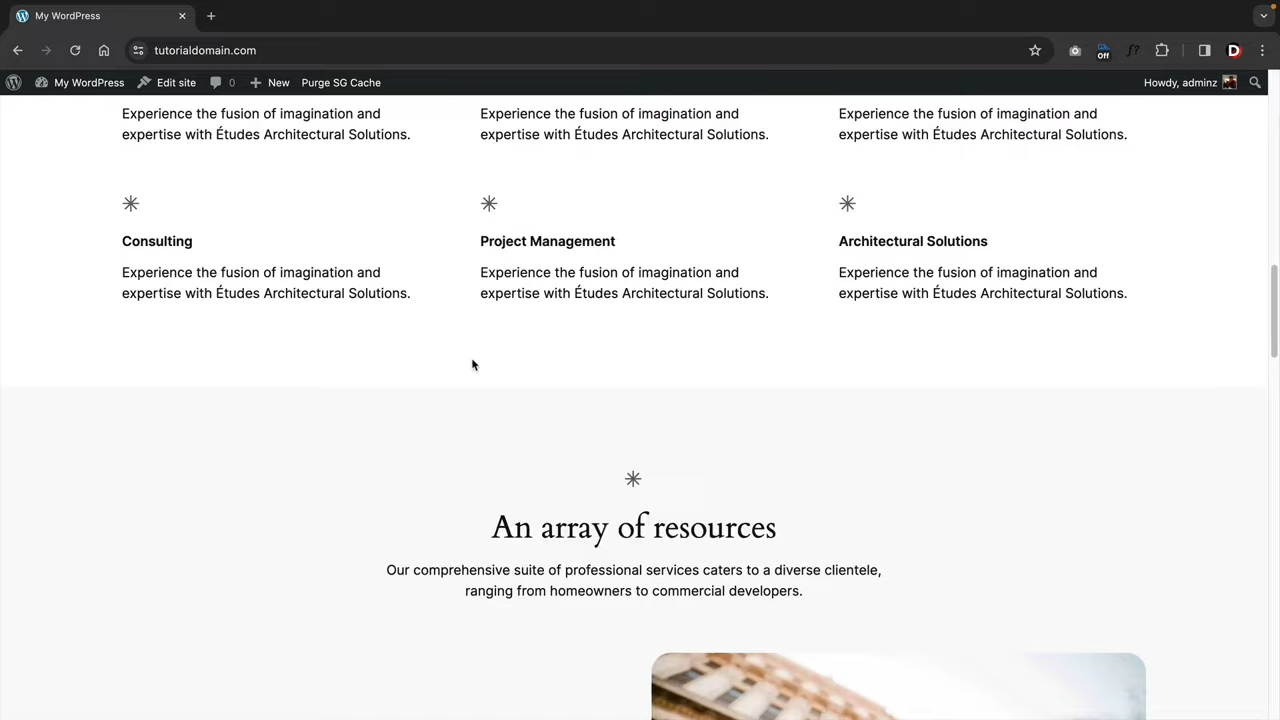 My WordPress
tutorialdomain.com
Off
f?
D
My WordPress Edit site 0 New Purge SG Cache Howdy, adminz
Experience the fusion of imagination and
expertise with Études Architectural Solutions.
Experience the fusion of imagination and
expertise with Études Architectural Solutions.
Experience the fusion of imagination and
expertise with Études Architectural Solutions.
Consulting
Experience the fusion of imagination and
expertise with Études Architectural Solutions.
Project Management
Experience the fusion of imagination and
expertise with Études Architectural Solutions.
Architectural Solutions
Experience the fusion of imagination and
expertise with Études Architectural Solutions.
An array of resources
Our comprehensive suite of professional services caters to a diverse clientele,
ranging from homeowners to commercial developers.